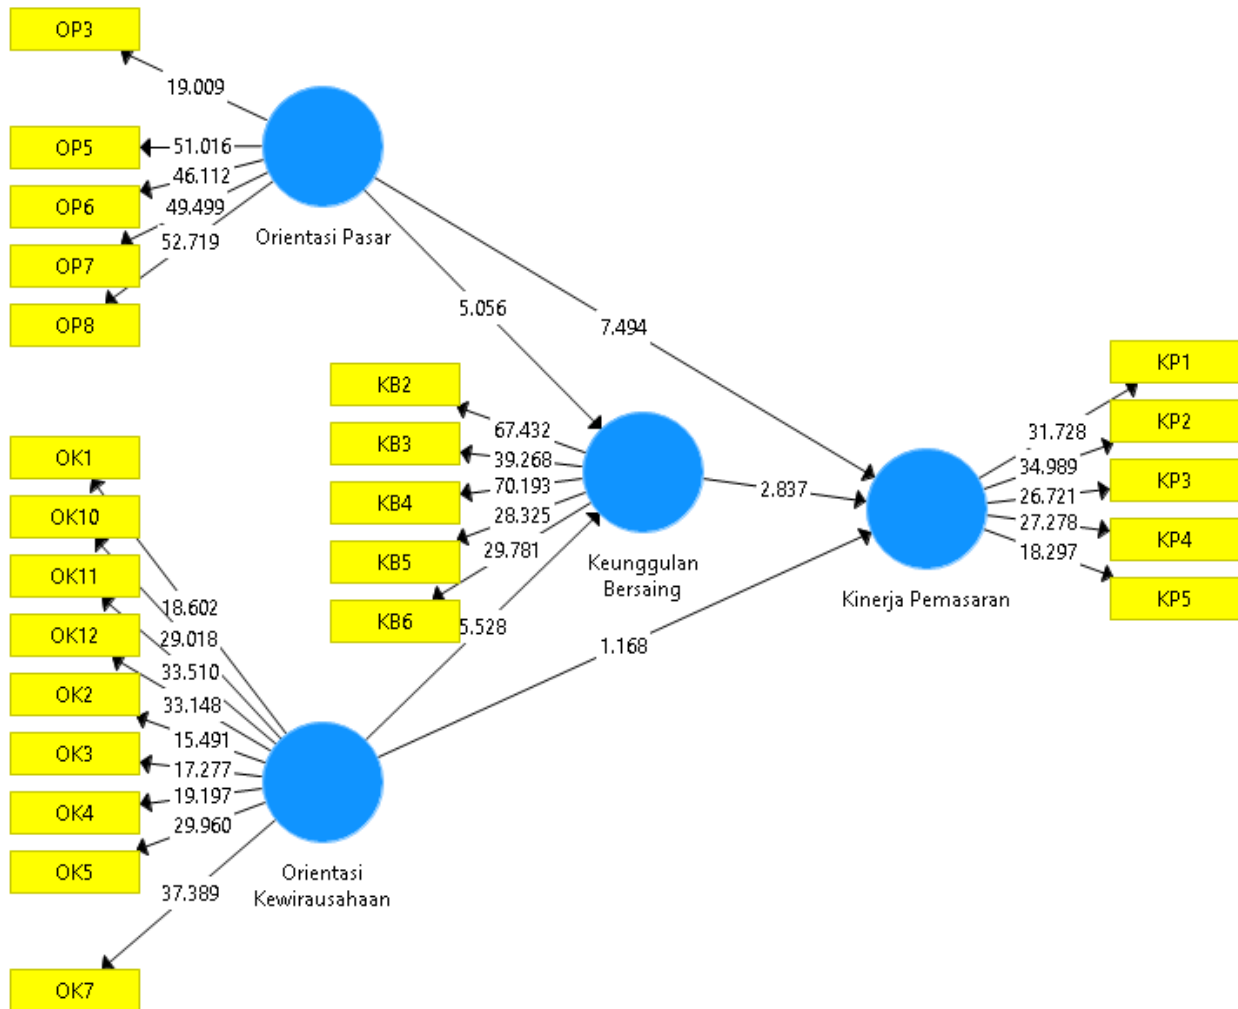 OP3
19.009
OP5
51.016
OP6
46.112
OP7
49.499
OP8
52.719
Orientasi Pasar
5.056
7.494
KB2
67.432
KB3
39.268
KB4
70.193
KB5
28.325
KB6
29.781
Keunggulan
Bersaing
2.837
5.528
1.168
KP1
31.728
KP2
34.989
KP3
26.721
KP4
27.278
KP5
18.297
Kinerja Pemasaran
OK1
18.602
OK10
29.018
OK11
33.510
OK12
33.148
OK2
15.491
OK3
17.277
OK4
19.197
OK5
29.960
OK7
37.389
Orientasi
Kewirausahaan